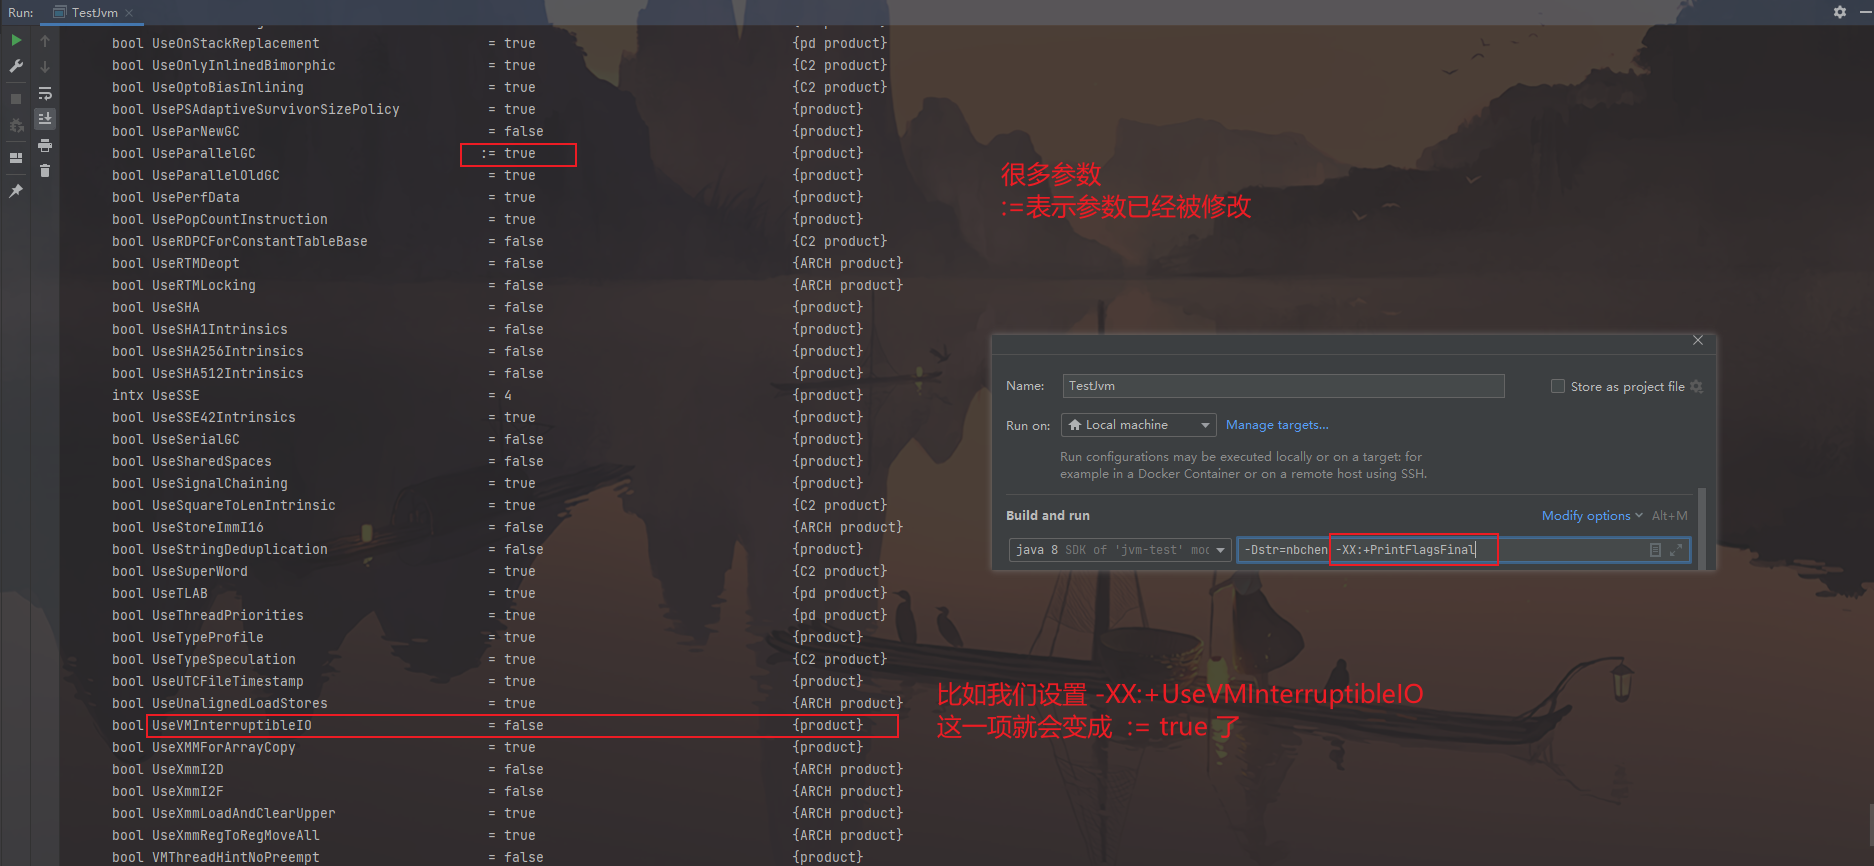 Run: TestJvm
bool UseOnStackReplacement = true {pd product}
bool UseOnlyInlinedBimorphic = true {C2 product}
bool UseOptoBiasInlining = true {C2 product}
bool UsePSAdaptiveSurvivorSizePolicy = true {product}
bool UseParNewGC = false {product}
bool UseParallelGC := true {product}
bool UseParallelOldGC = true {product}
bool UsePerfData = true {product}
bool UsePopCountInstruction = true {product}
bool UseRDPCForConstantTableBase = false {C2 product}
bool UseRTMDeopt = false {ARCH product}
bool UseRTMLocking = false {ARCH product}
bool UseSHA = false {product}
bool UseSHA1Intrinsics = false {product}
bool UseSHA256Intrinsics = false {product}
bool UseSHA512Intrinsics = false {product}
intx UseSSE = 4 {product}
bool UseSSE42Intrinsics = true {product}
bool UseSerialGC = false {product}
bool UseSharedSpaces = false {product}
bool UseSignalChaining = true {product}
bool UseSquareToLenIntrinsic = true {C2 product}
bool UseStoreImmI16 = false {ARCH product}
bool UseStringDeduplication = false {product}
bool UseSuperWord = true {C2 product}
bool UseTLAB = true {pd product}
bool UseThreadPriorities = true {pd product}
bool UseTypeProfile = true {product}
bool UseTypeSpeculation = true {C2 product}
bool UseUTCFileTimestamp = true {product}
bool UseUnalignedLoadStores = true {ARCH product}
bool UseVMInterruptibleIO = false {product}
bool UseXMMForArrayCopy = true {product}
bool UseXmmI2D = false {ARCH product}
bool UseXmmI2F = false {ARCH product}
bool UseXmmLoadAndClearUpper = true {ARCH product}
bool UseXmmRegToRegMoveAll = true {ARCH product}
bool VMThreadHintNoPreempt = false {product}
很多参数
:=表示参数已经被修改
Name: TestJvm Store as project file
Run on: Local machine Manage targets...
Run configurations may be executed locally or on a target: for
example in a Docker Container or on a remote host using SSH.
Build and run Modify options Alt+M
java 8 SDK of 'jvm-test' mod -Dstr=nbchen -XX:+PrintFlagsFinal
比如我们设置 -XX:+UseVMInterruptibleIO
这一项就会变成 := true 了